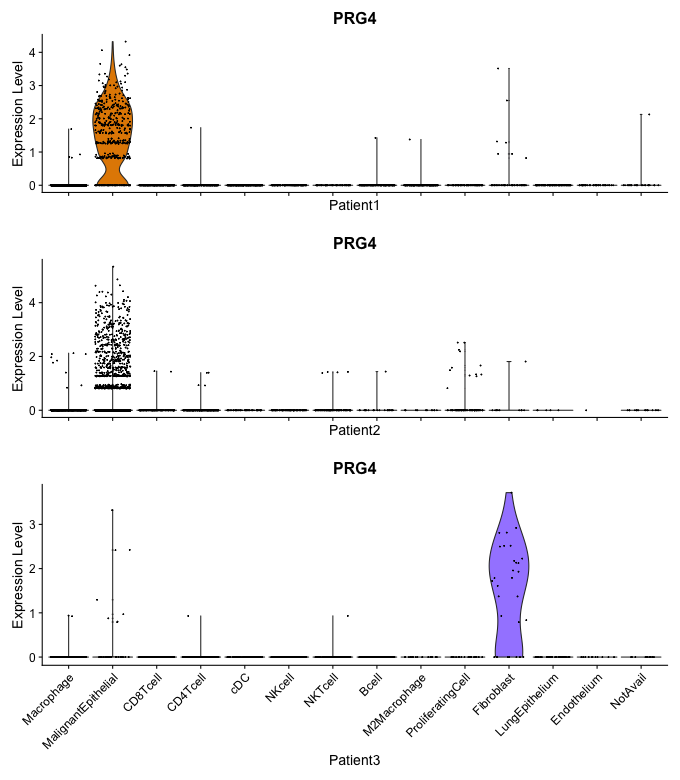 PRG4
Expression Level
4
3
2
1
0
Patient1
PRG4
Expression Level
4
2
0
Patient2
PRG4
Expression Level
3
2
1
0
Macrophage
MalignantEpithelial
CD8Tcell
CD4Tcell
cDC
NKcell
NKTcell
Bcell
M2Macrophage
ProliferatingCell
Fibroblast
LungEpithelium
Endothelium
NotAvail
Patient3